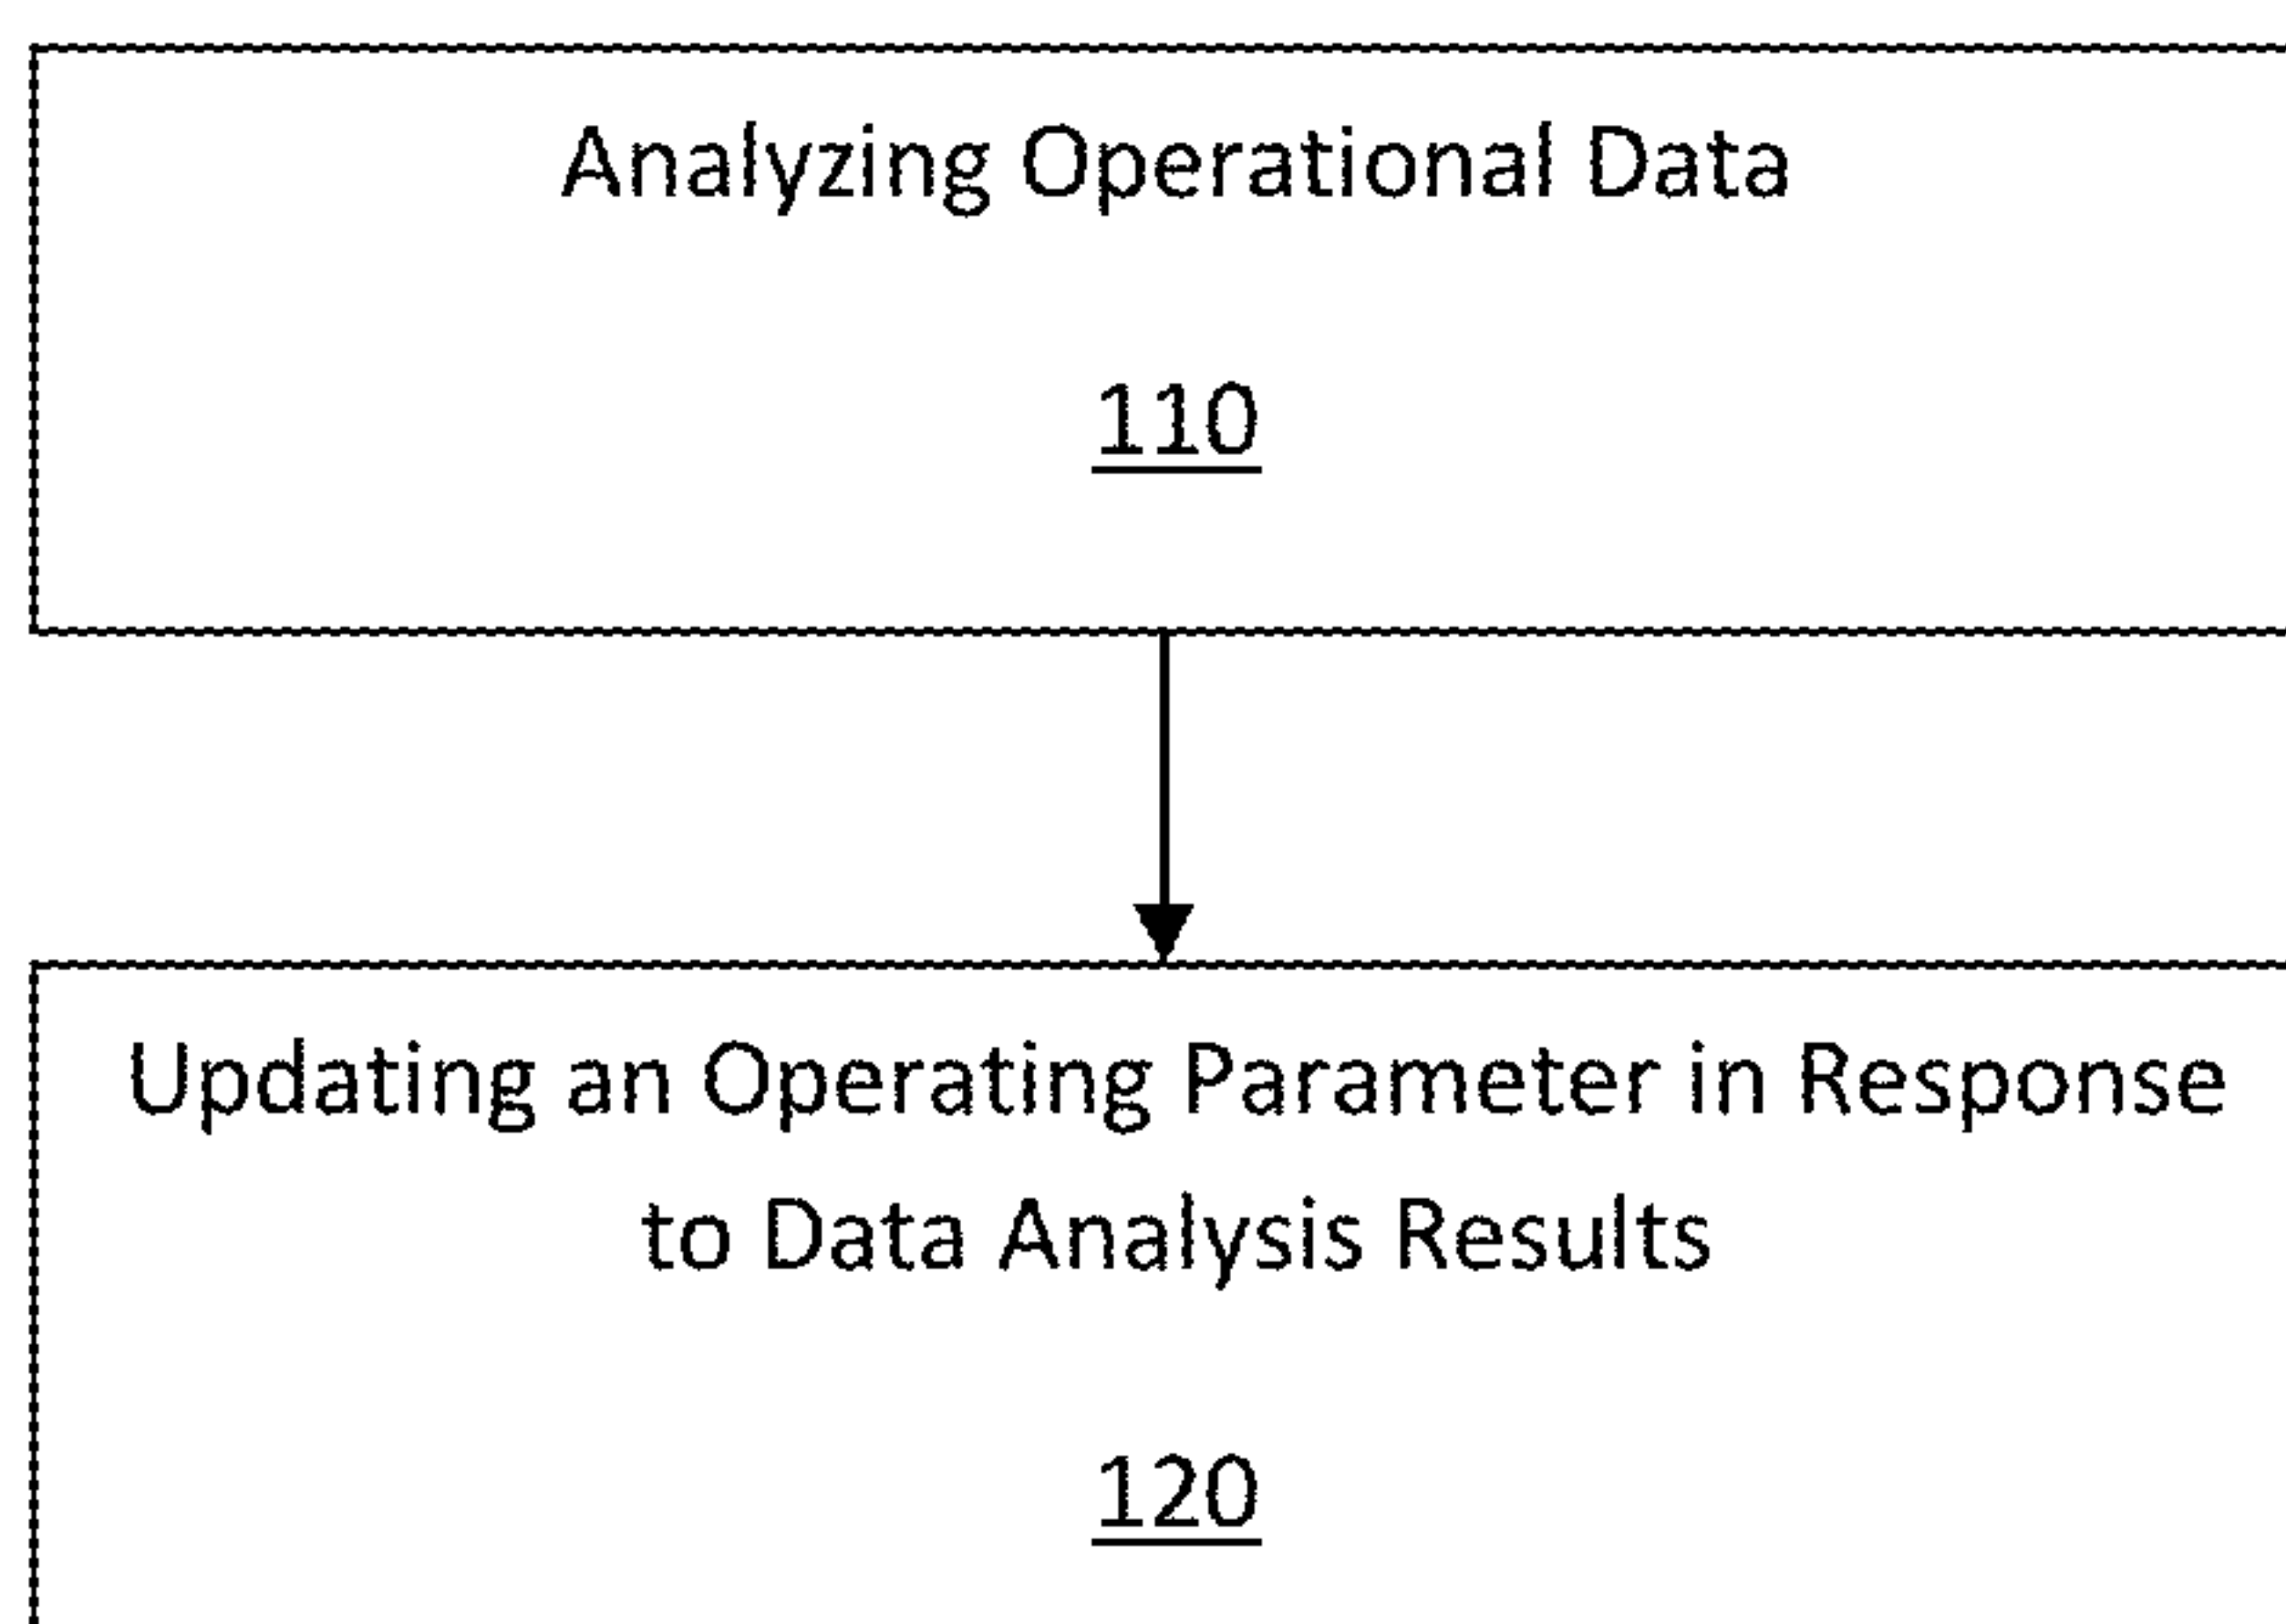 Analyzing Operational Data
110
Updating an Operating Parameter in Response
to Data Analysis Results
120